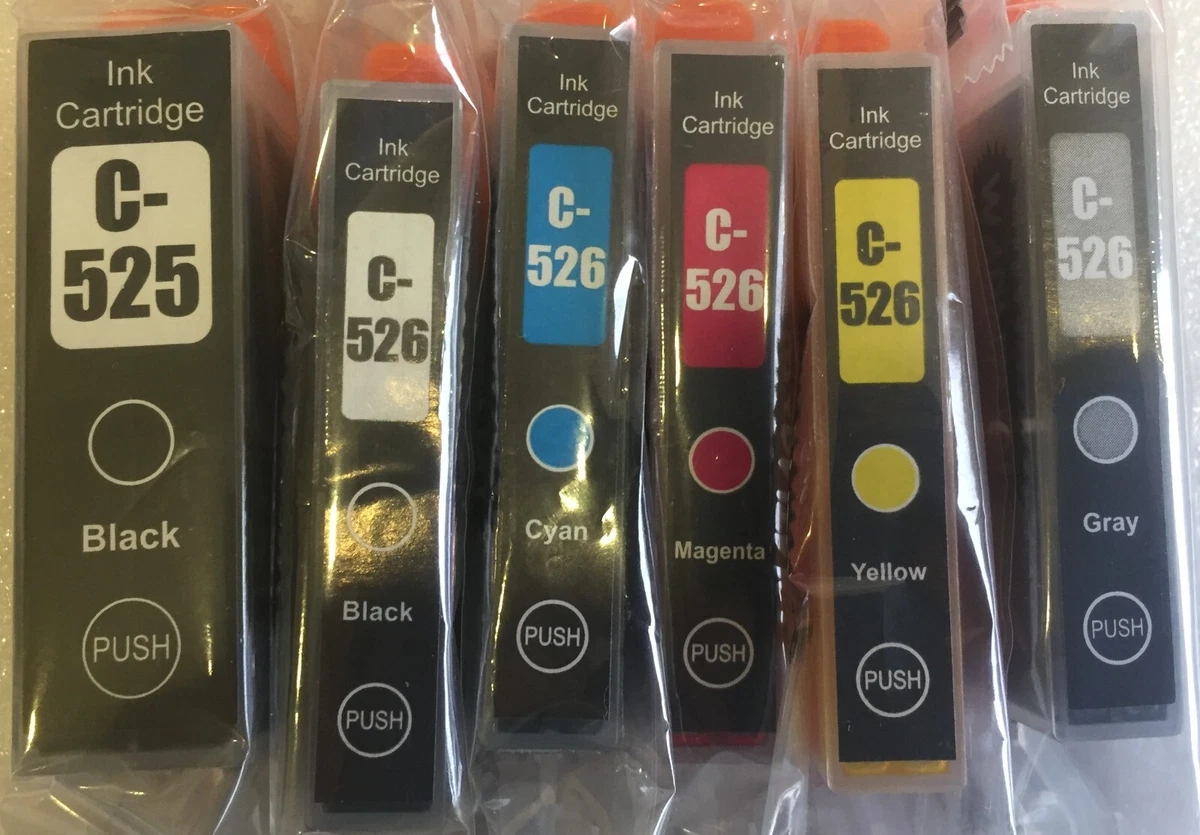 Ink
Cartridge
C-
525
Black
PUSH
Ink
Cartridge
C-
526
Black
PUSH
Ink
Cartridge
C-
526
Cyan
PUSH
Ink
Cartridge
C-
526
Magenta
PUSH
Ink
Cartridge
C-
526
Yellow
PUSH
Ink
Cartridge
C-
526
Gray
PUSH